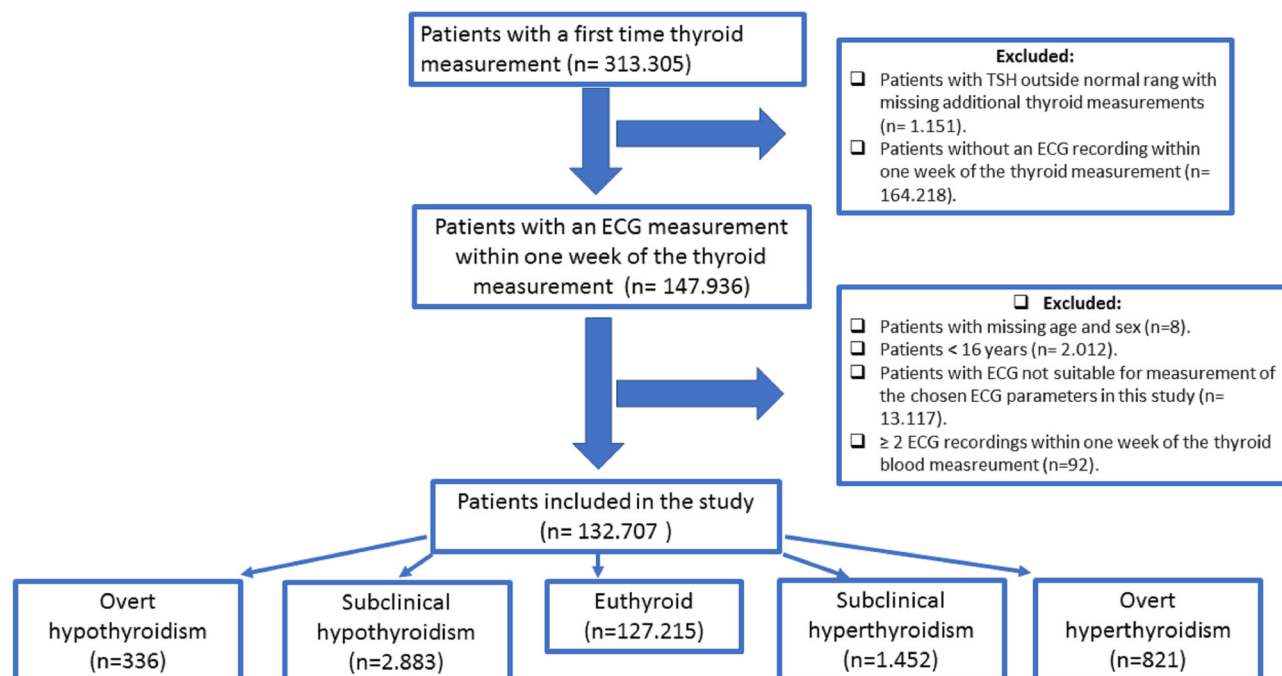 Patients with a first time thyroid
measurement (n= 313.305)
Excluded:
❑ Patients with TSH outside normal rang with
missing additional thyroid measurements
(n= 1.151).
❑ Patients without an ECG recording within
one week of the thyroid measurement (n=
164.218).
Patients with an ECG measurement
within one week of the thyroid
measurement (n= 147.936)
❑ Excluded:
❑ Patients with missing age and sex (n=8).
❑ Patients < 16 years (n= 2.012).
❑ Patients with ECG not suitable for measurement of
the chosen ECG parameters in this study (n=
13.117).
❑ ≥ 2 ECG recordings within one week of the thyroid
blood measreument (n=92).
Patients included in the study
(n= 132.707 )
Overt
hypothyroidism
(n=336)
Subclinical
hypothyroidism
(n=2.883)
Euthyroid
(n=127.215)
Subclinical
hyperthyroidism
(n=1.452)
Overt
hyperthyroidism
(n=821)